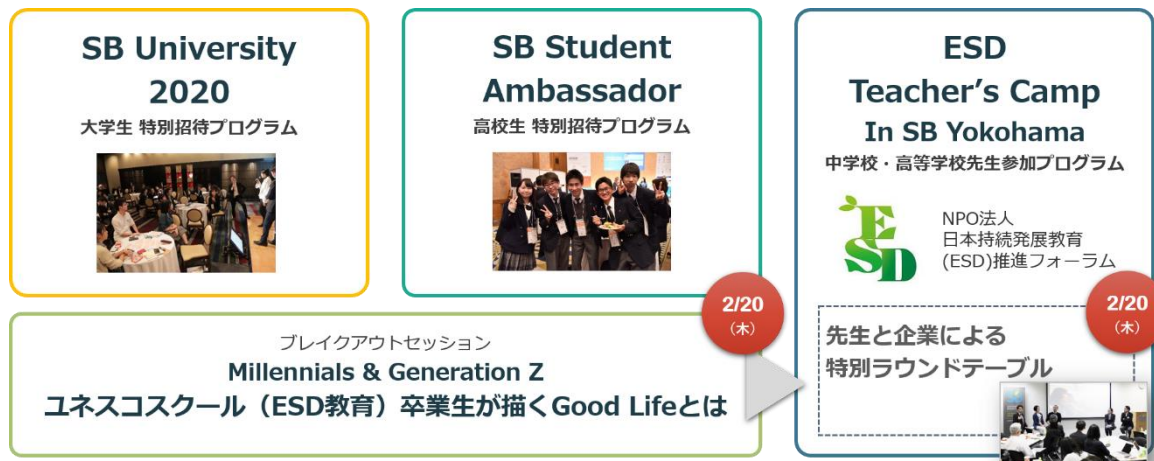 SB University
2020
大学生 特別招待プログラム
SB Student
Ambassador
高校生 特別招待プログラム
2/20
（木）
ブレイクアウトセッション
Millennials & Generation Z
ユネスコスクール（ESD教育）卒業生が描くGood Lifeとは
ESD
Teacher’s Camp
In SB Yokohama
中学校・高等学校先生参加プログラム
ESD
NPO法人
日本持続発展教育
(ESD)推進フォーラム
2/20
（木）
先生と企業による
特別ラウンドテーブル